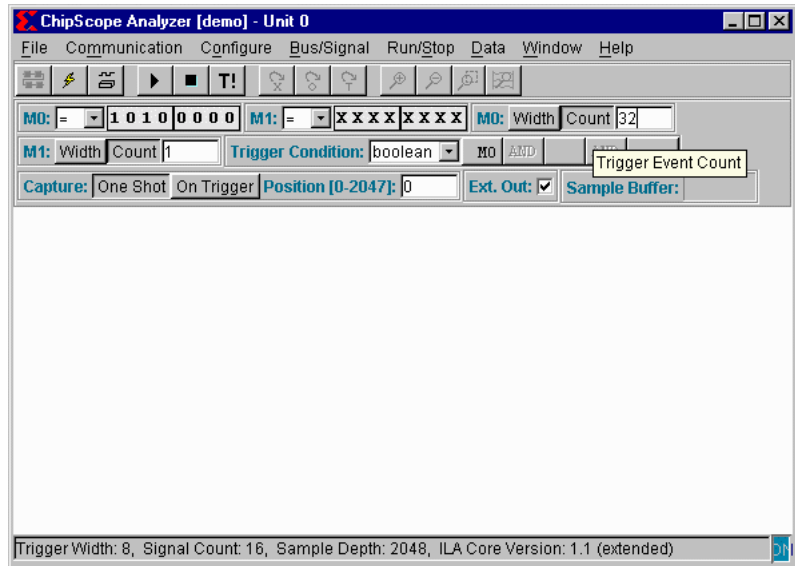 ChipScope Analyzer [demo] - Unit 0
File Communication Configure Bus/Signal Run/Stop Data Window Help
T! X O T
M0: = 1 0 1 0 0 0 0 0 M1: = X X X X X X X X M0: Width Count 32
M1: Width Count 1 Trigger Condition: boolean M0 AND
Trigger Event Count
Capture: One Shot On Trigger Position [0-2047]: 0 Ext. Out: Sample Buffer:
Trigger Width: 8, Signal Count: 16, Sample Depth: 2048, ILA Core Version: 1.1 (extended)